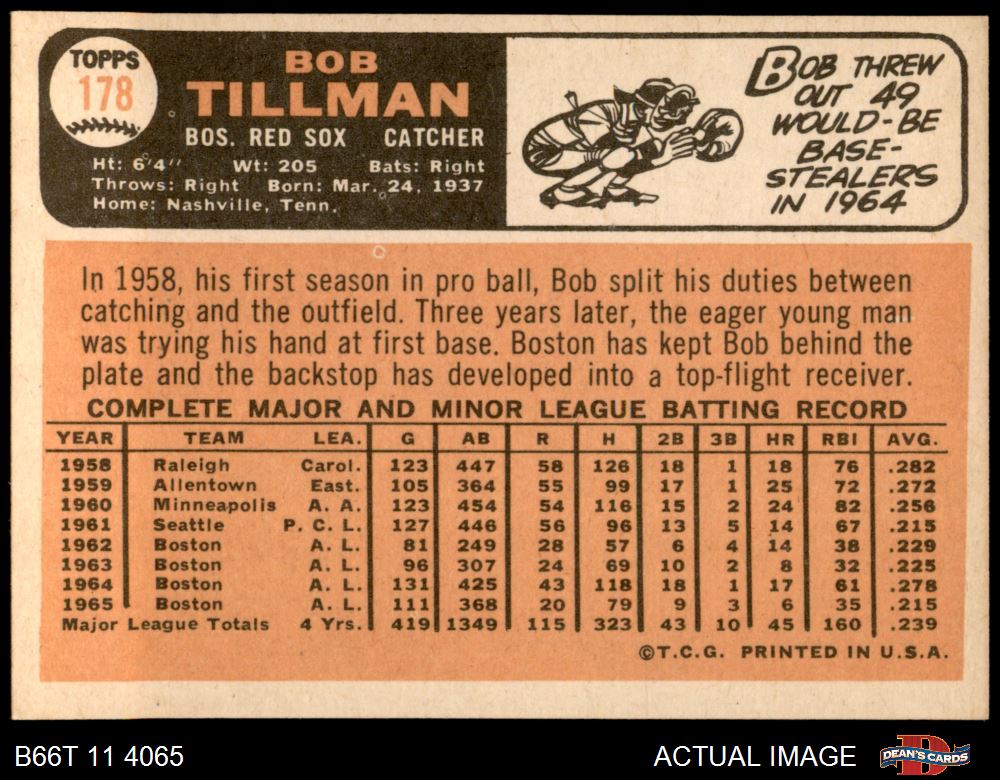 TOPPS
178
BOB
TILLMAN
BOS. RED SOX CATCHER
Ht: 6'4" Wt: 205 Bats: Right
Throws: Right Born: Mar. 24, 1937
Home: Nashville, Tenn.
BOB THREW
OUT 49
WOULD-BE
BASE-
STEALERS
IN 1964
In 1958, his first season in pro ball, Bob split his duties between
catching and the outfield. Three years later, the eager young man
was trying his hand at first base. Boston has kept Bob behind the
plate and the backstop has developed into a top-flight receiver.
COMPLETE MAJOR AND MINOR LEAGUE BATTING RECORD
YEAR TEAM LEA. G AB R H 2B 3B HR RBI AVG.
1958 Raleigh Carol. 123 447 58 126 18 1 18 76 .282
1959 Allentown East. 105 364 55 99 17 1 25 72 .272
1960 Minneapolis A. A. 123 454 54 116 15 2 24 82 .256
1961 Seattle P. C. L. 127 446 56 96 13 5 14 67 .215
1962 Boston A. L. 81 249 28 57 6 4 14 38 .229
1963 Boston A. L. 96 307 24 69 10 2 8 32 .225
1964 Boston A. L. 131 425 43 118 18 1 17 61 .278
1965 Boston A. L. 111 368 20 79 9 3 6 35 .215
Major League Totals 4 Yrs. 419 1349 115 323 43 10 45 160 .239
©T.C.G. PRINTED IN U.S.A.
B66T 11 4065 ACTUAL IMAGE
DEAN'S CARDS